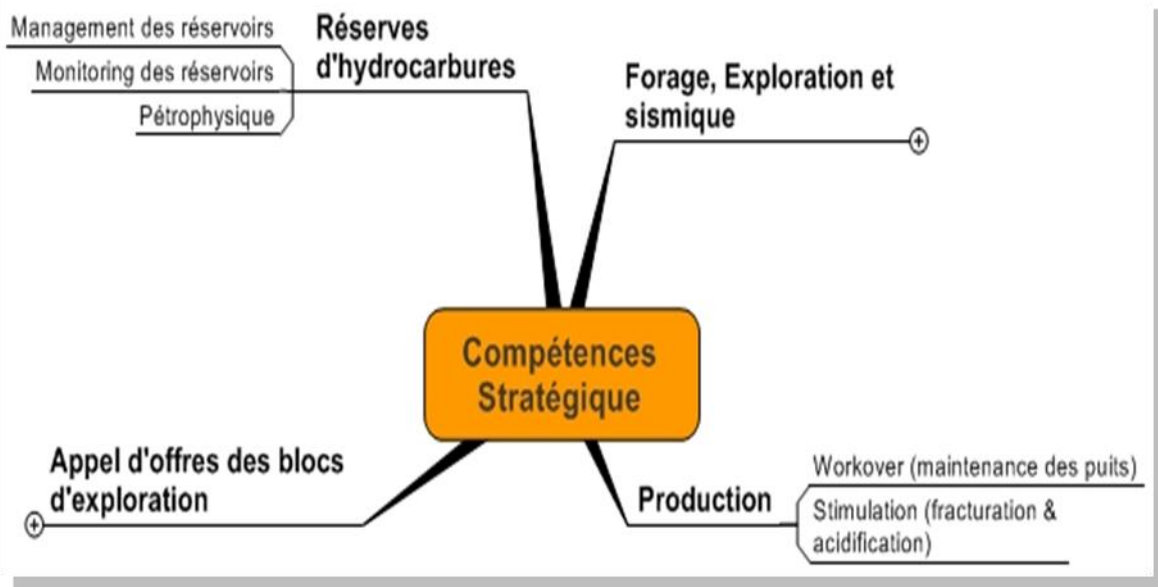 Management des réservoirs
Monitoring des réservoirs
Pétrophysique
Réserves
d'hydrocarbures
Forage, Exploration et
sismique
Compétences
Stratégique
Appel d'offres des blocs
d'exploration
Production
Workover (maintenance des puits)
Stimulation (fracturation &
acidification)